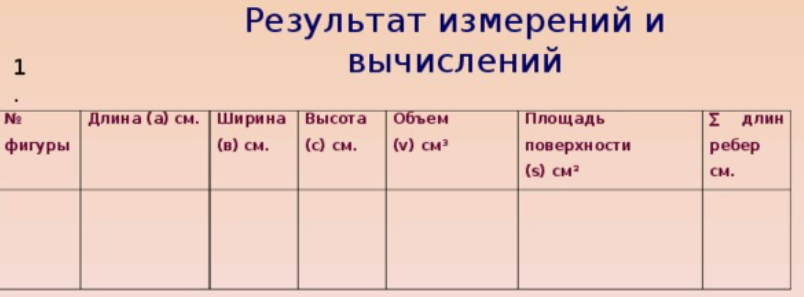 Результат измерений и
вычислений
1
.
№ фигуры
Длина (а) см.
Ширина (в) см.
Высота (с) см.
Объем (v) см³
Площадь поверхности (s) см²
∑ длин ребер см.